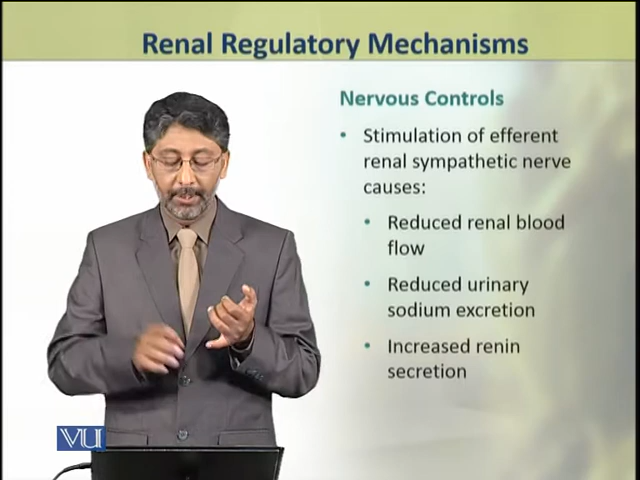 Renal Regulatory Mechanisms
Nervous Controls
• Stimulation of efferent
renal sympathetic nerve
causes:
• Reduced renal blood
flow
• Reduced urinary
sodium excretion
• Increased renin
secretion
VU